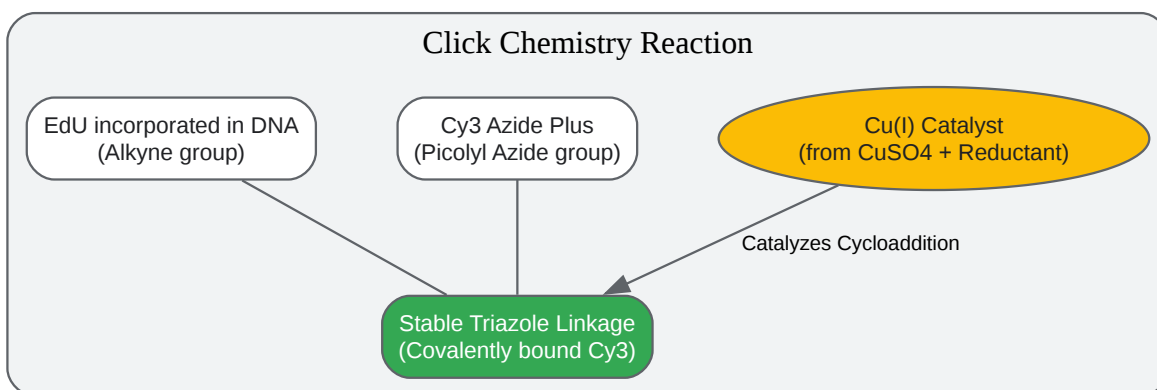 Click Chemistry Reaction
EdU incorporated in DNA
(Alkyne group)
Cy3 Azide Plus
(Picolyl Azide group)
Cu(I) Catalyst
(from CuSO4 + Reductant)
Catalyzes Cycloaddition
Stable Triazole Linkage
(Covalently bound Cy3)